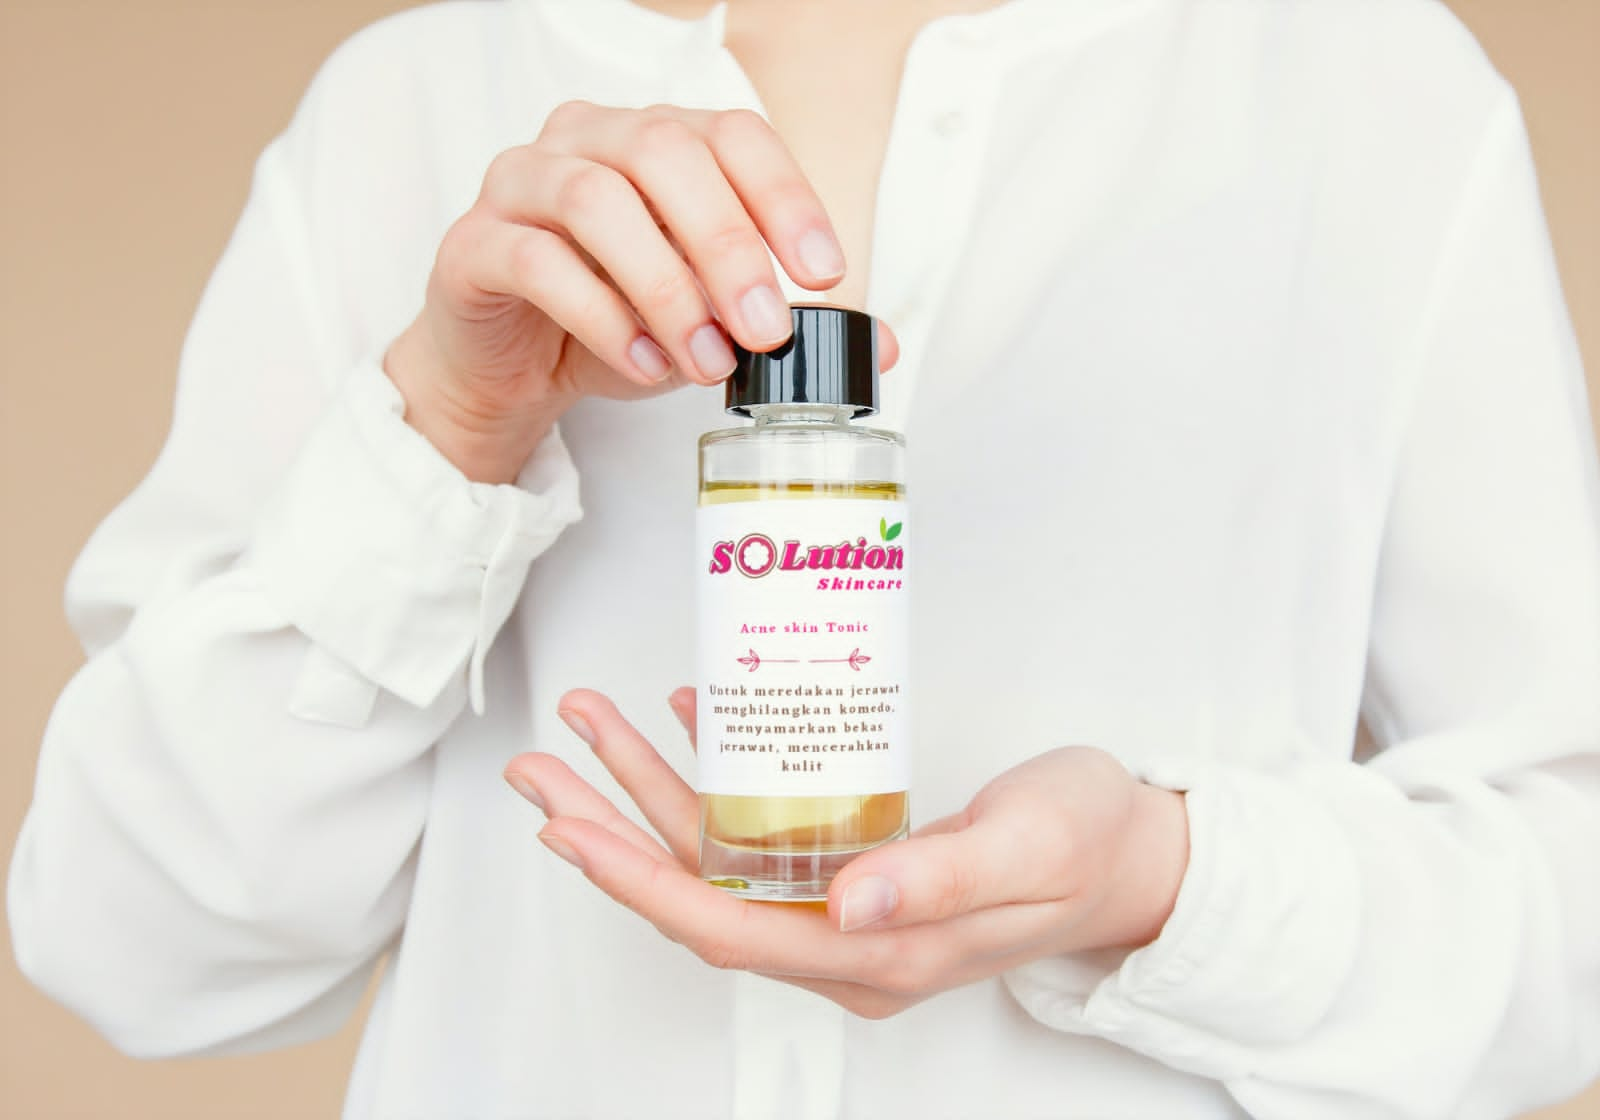 SOLution
Skincare
Acne skin Tonic
Untuk meredakan jerawat
menghilangkan komedo,
menyamarkan bekas
jerawat, mencerahkan
kulit